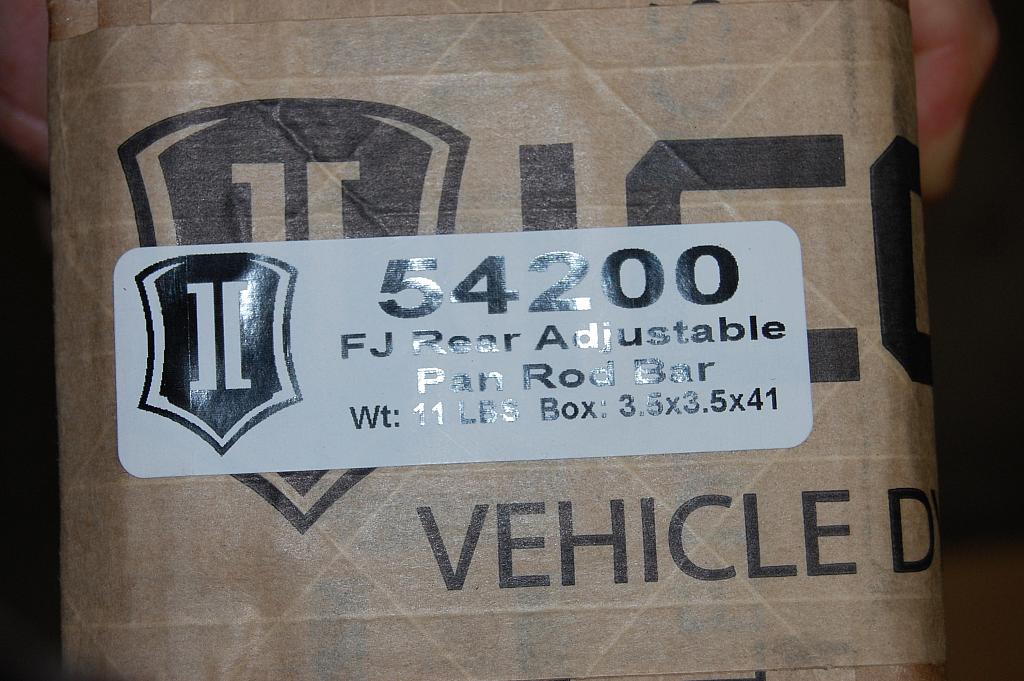 54200
FJ Rear Adjustable
Pan Rod Bar
Wt: 11 LBS Box: 3.5x3.5x41
VEHICLE D